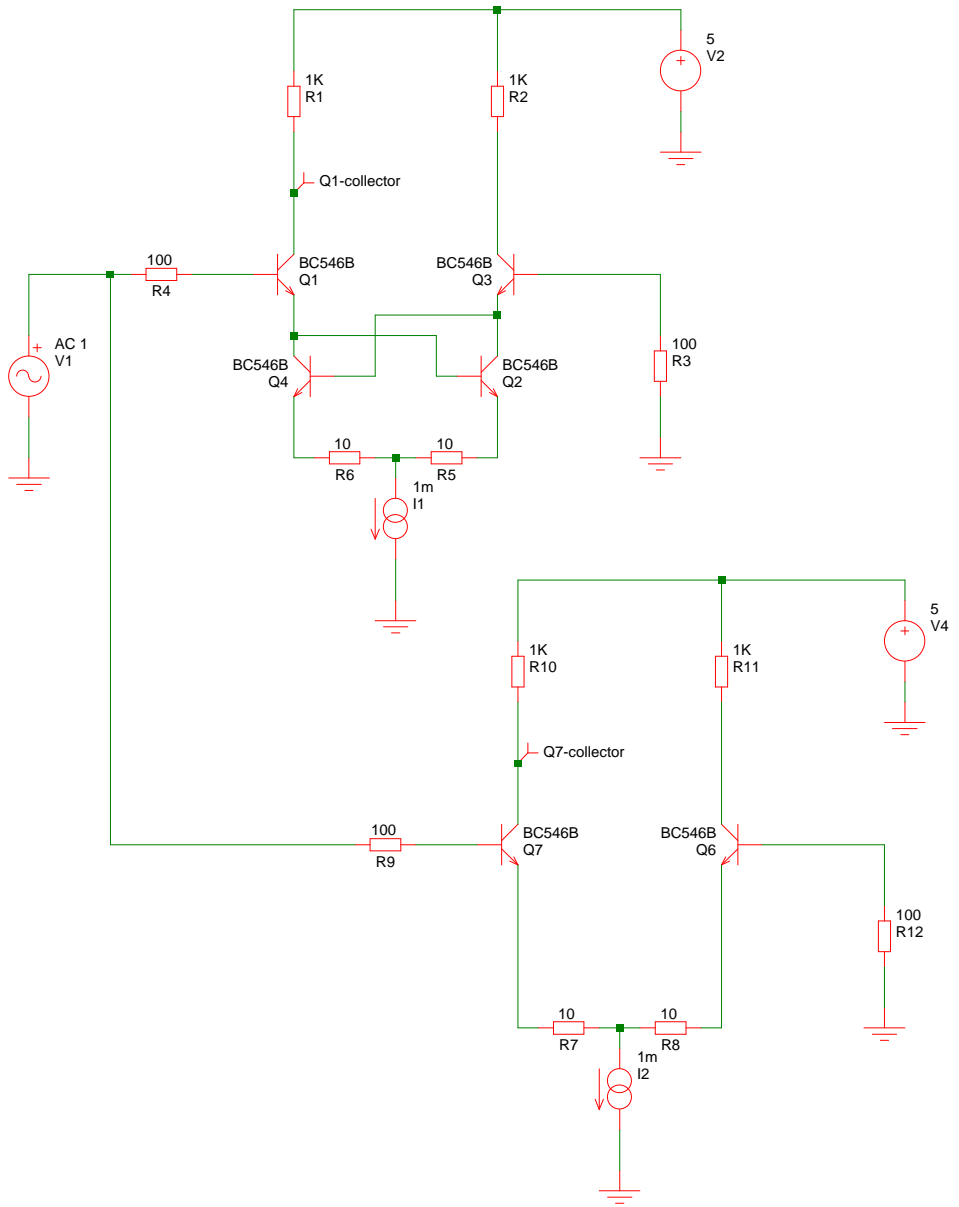 5
V2
1K
R1
1K
R2
Q1-collector
100
R4
BC546B
Q1
BC546B
Q3
AC 1
V1
BC546B
Q4
BC546B
Q2
100
R3
10
R6
10
R5
1m
I1
5
V4
1K
R10
1K
R11
Q7-collector
100
R9
BC546B
Q7
BC546B
Q6
100
R12
10
R7
10
R8
1m
I2